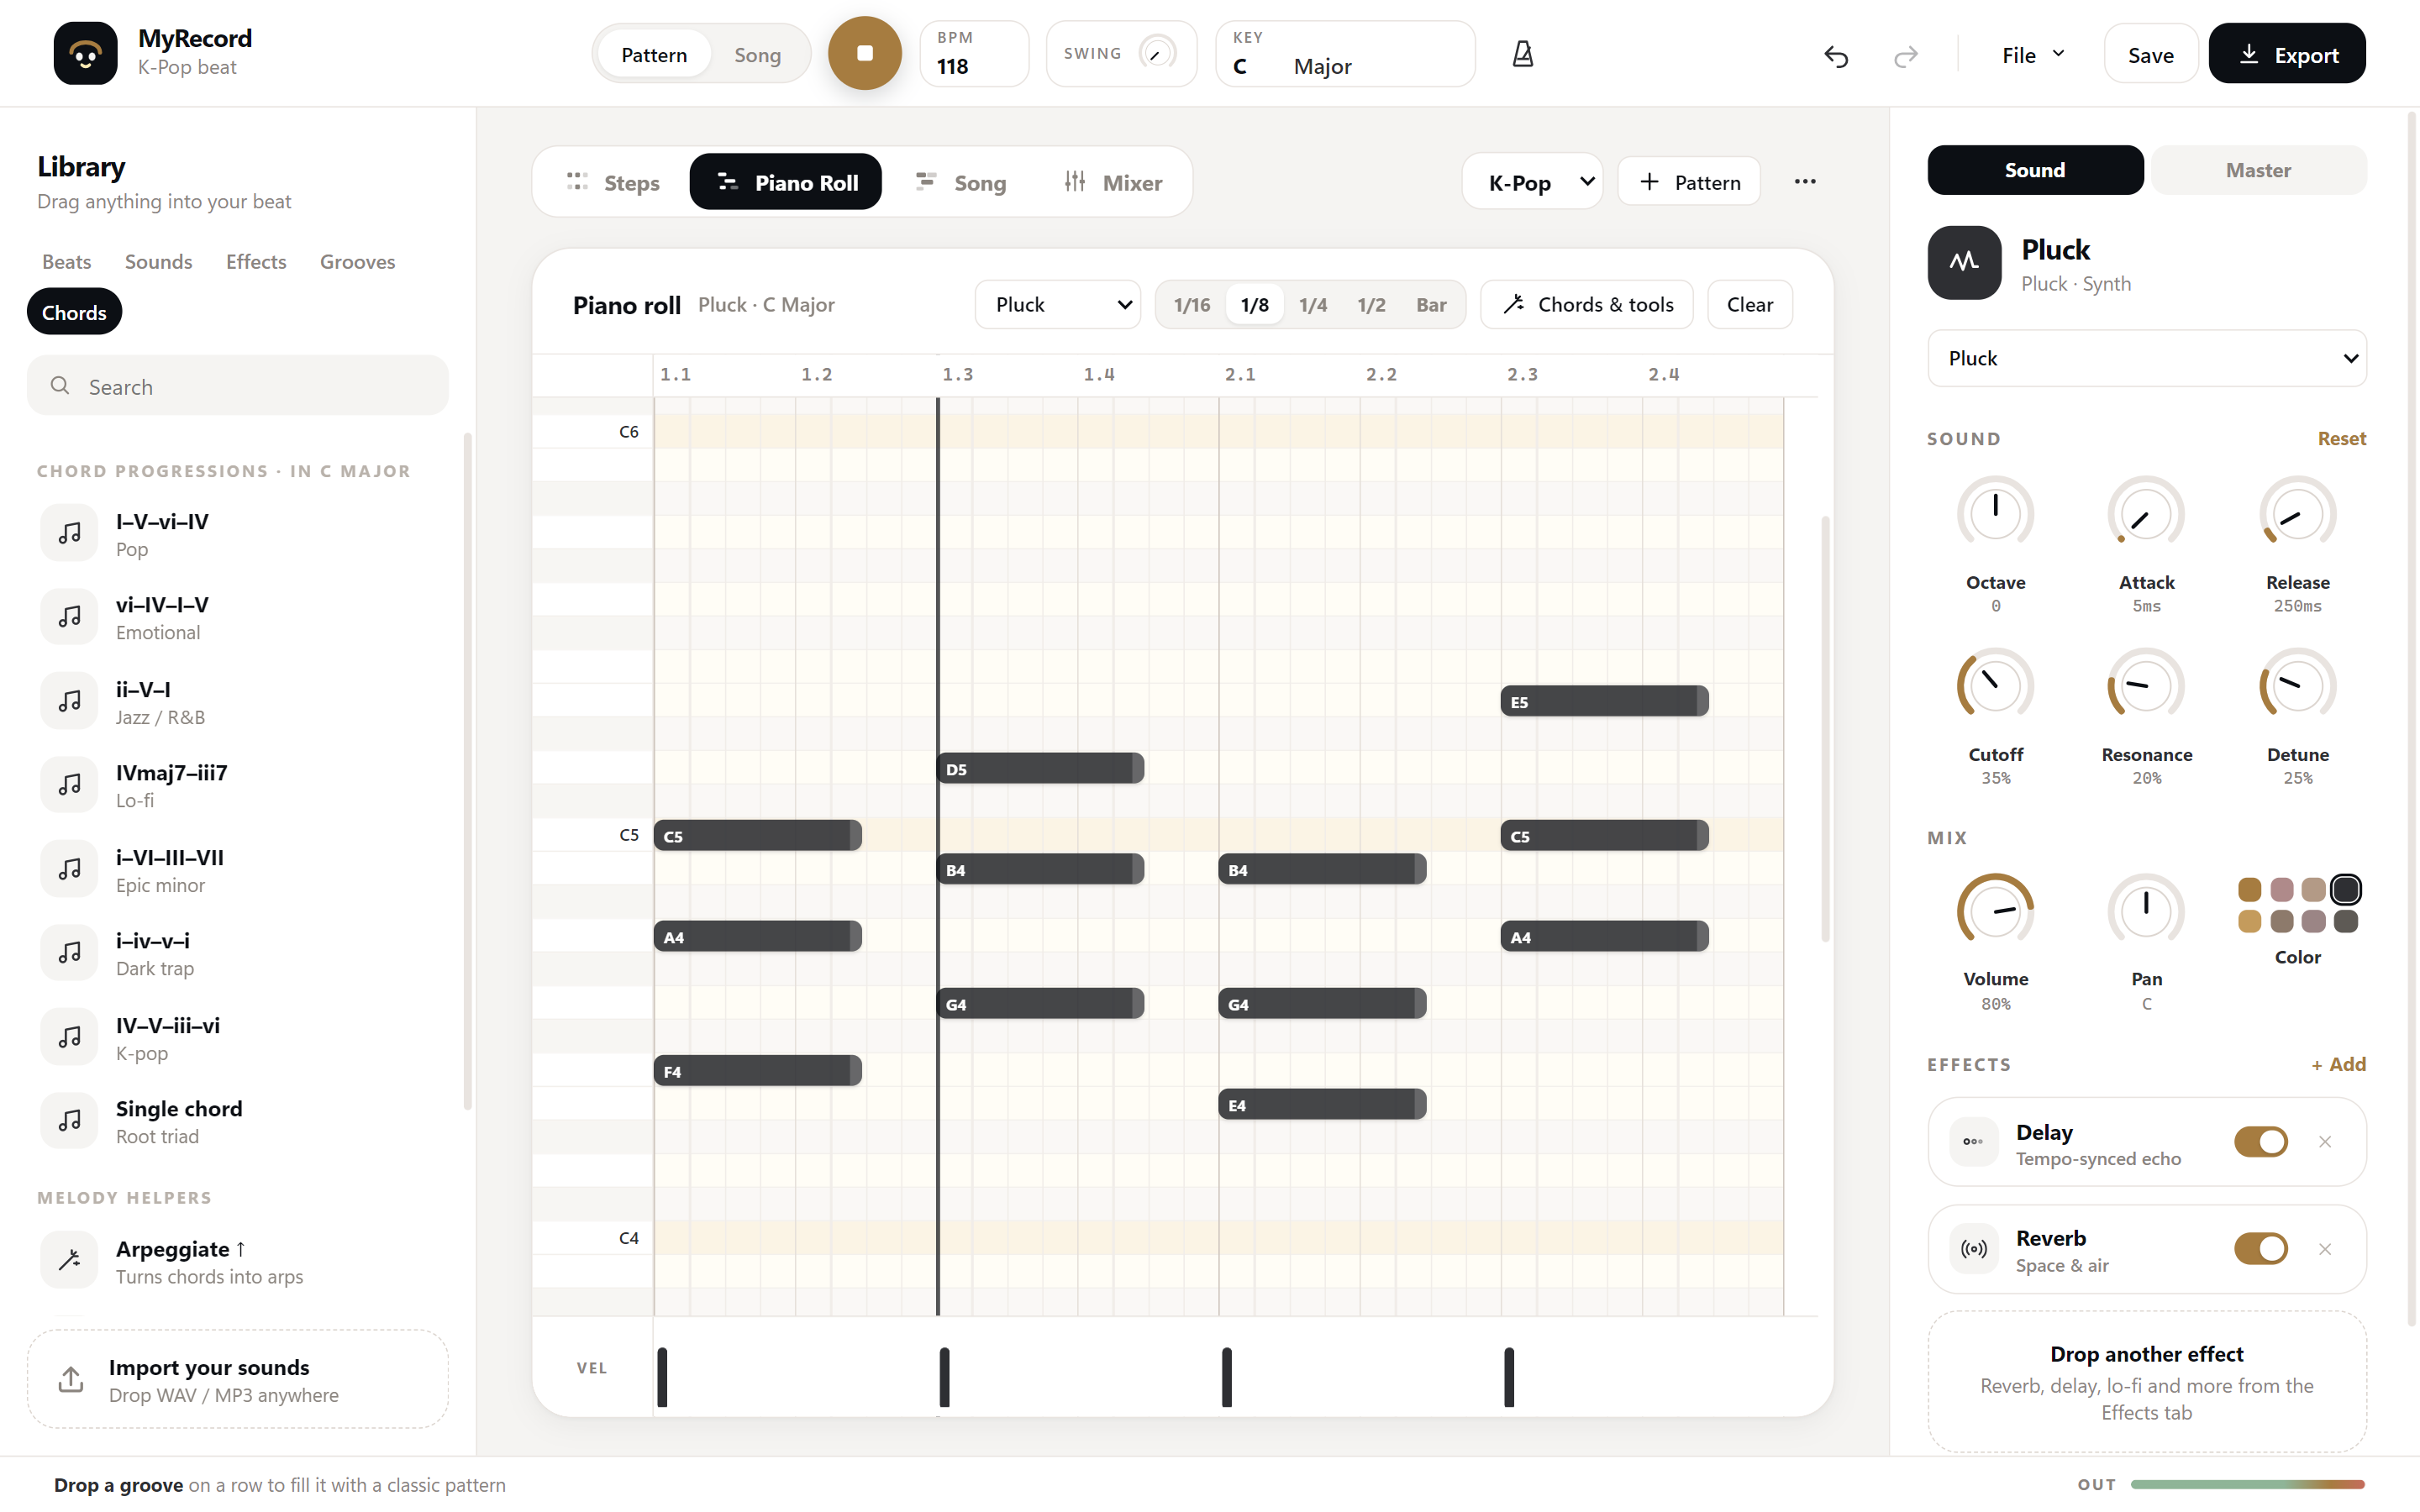 MyRecord
K-Pop beat
Pattern Song
BPM
118
SWING
KEY
C Major
File
Save
Export
Library
Drag anything into your beat
Beats Sounds Effects Grooves
Chords
Search
CHORD PROGRESSIONS · IN C MAJOR
I–V–vi–IV
Pop
vi–IV–I–V
Emotional
ii–V–I
Jazz / R&B
IVmaj7–iii7
Lo-fi
i–VI–III–VII
Epic minor
i–iv–v–i
Dark trap
IV–V–iii–vi
K-pop
Single chord
Root triad
MELODY HELPERS
Arpeggiate ↑
Turns chords into arps
Import your sounds
Drop WAV / MP3 anywhere
Steps Piano Roll Song Mixer
K-Pop
+ Pattern
Piano roll Pluck · C Major
Pluck
1/16 1/8 1/4 1/2 Bar
Chords & tools
Clear
1.1 1.2 1.3 1.4 2.1 2.2 2.3 2.4
C6
E5
D5
C5 C5 C5
B4 B4
A4 A4
G4 G4
F4
E4
C4
VEL
Sound Master
Pluck
Pluck · Synth
Pluck
SOUND Reset
Octave Attack Release
0 5ms 250ms
Cutoff Resonance Detune
35% 20% 25%
MIX
Color
Volume Pan
80% C
EFFECTS + Add
Delay
Tempo-synced echo
Reverb
Space & air
Drop another effect
Reverb, delay, lo-fi and more from the
Effects tab
Drop a groove on a row to fill it with a classic pattern
OUT